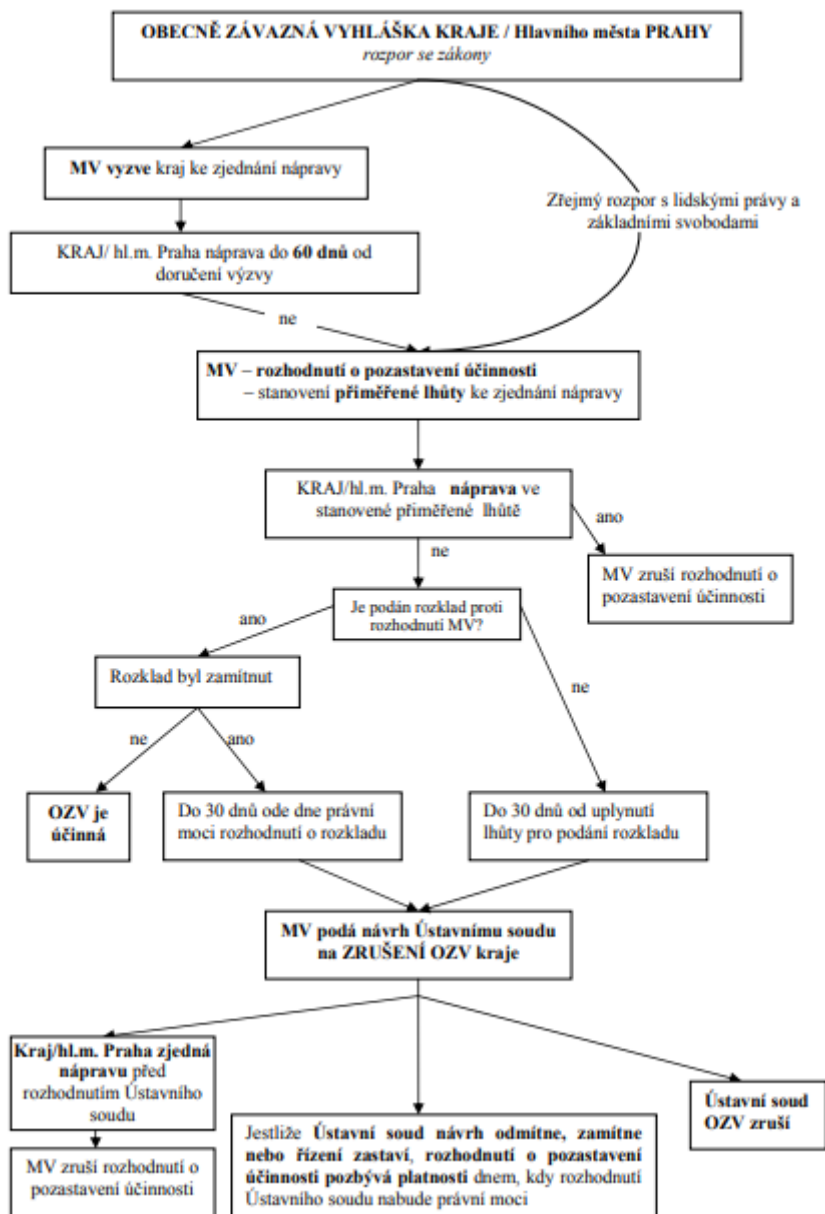 OBECNĚ ZÁVAZNÁ VYHLÁŠKA KRAJE / Hlavního města PRAHY
rozpor se zákony
MV vyzve kraj ke zjednání nápravy
Zřejmý rozpor s lidskými právy a
základními svobodami
KRAJ/ hl.m. Praha náprava do 60 dnů od
doručení výzvy
ne
MV – rozhodnutí o pozastavení účinnosti
– stanovení přiměřené lhůty ke zjednání nápravy
KRAJ/hl.m. Praha náprava ve
stanovené přiměřené lhůtě
ano
ne
MV zruší rozhodnutí o
pozastavení účinnosti
Je podán rozklad proti
rozhodnutí MV?
ano
Rozklad byl zamítnut
ne
ne
ano
OZV je
účinná
Do 30 dnů ode dne právní
moci rozhodnutí o rozkladu
Do 30 dnů od uplynutí
lhůty pro podání rozkladu
MV podá návrh Ústavnímu soudu
na ZRUŠENÍ OZV kraje
Kraj/hl.m. Praha zjedná
nápravu před
rozhodnutím Ústavního
soudu
MV zruší rozhodnutí o
pozastavení účinnosti
Jestliže Ústavní soud návrh odmítne, zamítne
nebo řízení zastaví, rozhodnutí o pozastavení
účinnosti pozbývá platnosti dnem, kdy rozhodnutí
Ústavního soudu nabude právní moci
Ústavní soud
OZV zruší